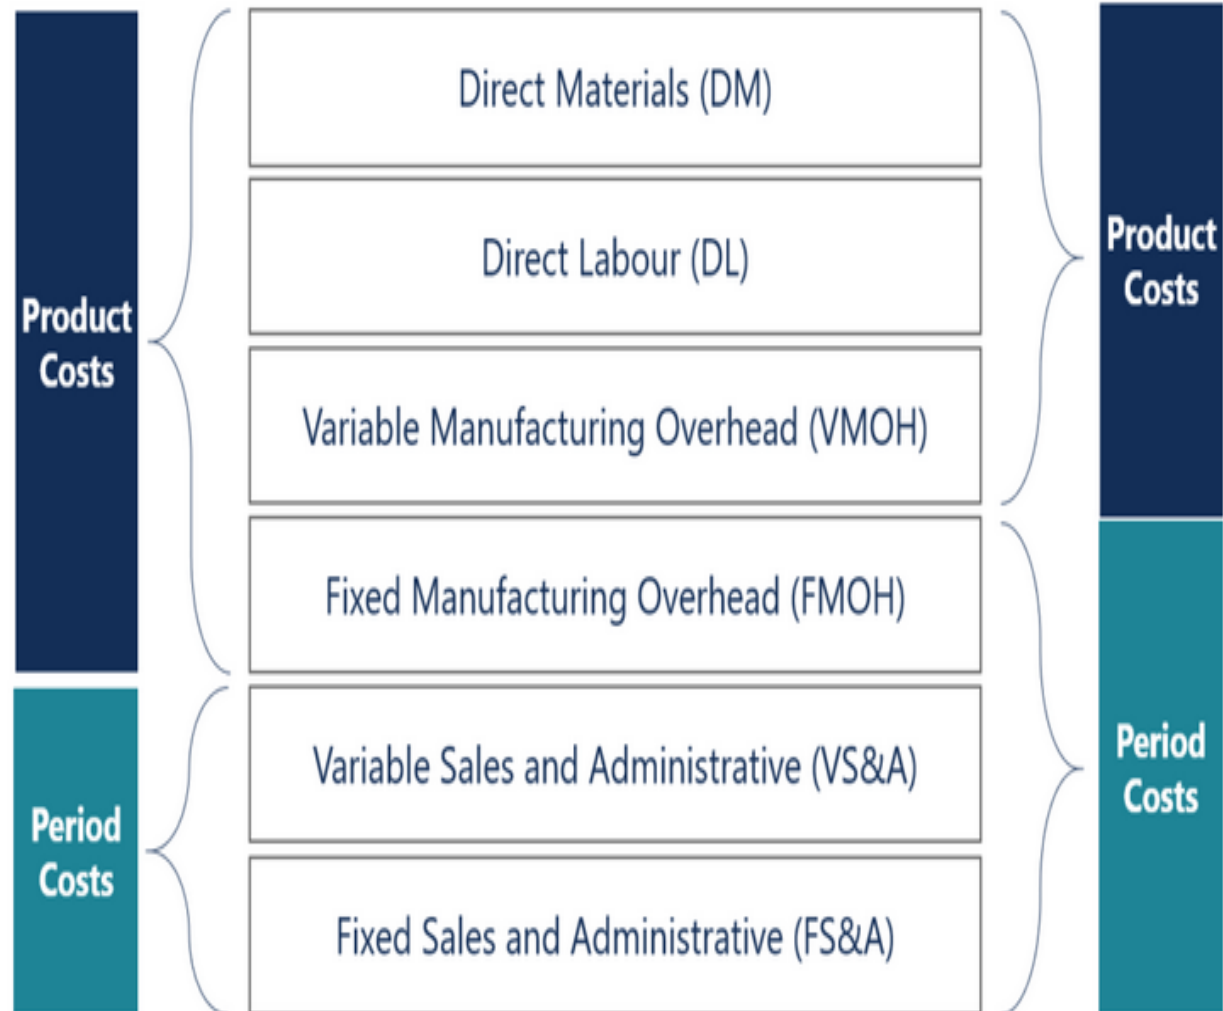 Product
Costs
Period
Costs
Direct Materials (DM)
Direct Labour (DL)
Variable Manufacturing Overhead (VMOH)
Fixed Manufacturing Overhead (FMOH)
Variable Sales and Administrative (VS&A)
Fixed Sales and Administrative (FS&A)
Product
Costs
Period
Costs